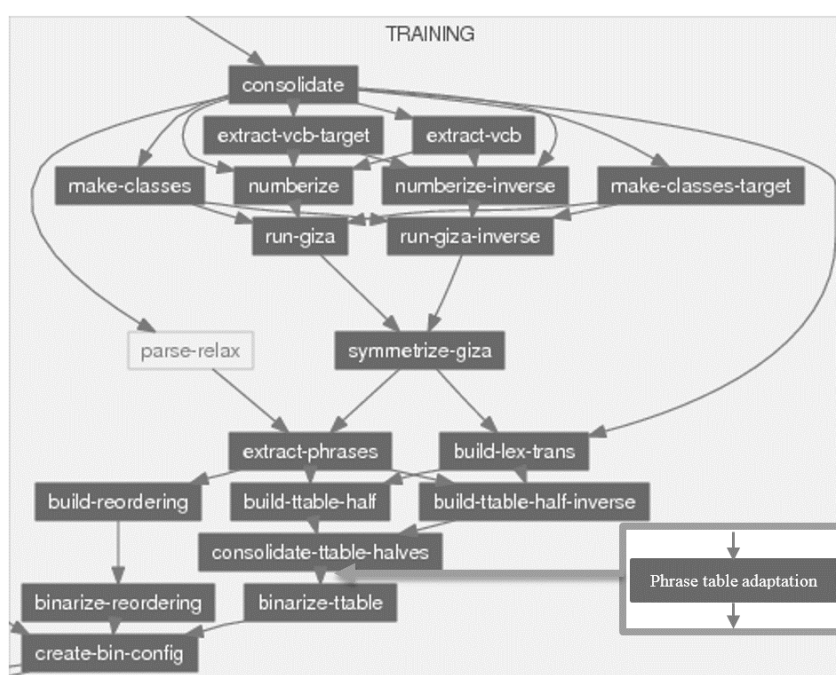 TRAINING
consolidate
extract-vcb-target
extract-vcb
make-classes
numberize
numberize-inverse
make-classes-target
run-giza
run-giza-inverse
parse-relax
symmetrize-giza
extract-phrases
build-lex-trans
build-reordering
build-ttable-half
build-ttable-half-inverse
consolidate-ttable-halves
Phrase table adaptation
binarize-reordering
binarize-ttable
create-bin-config